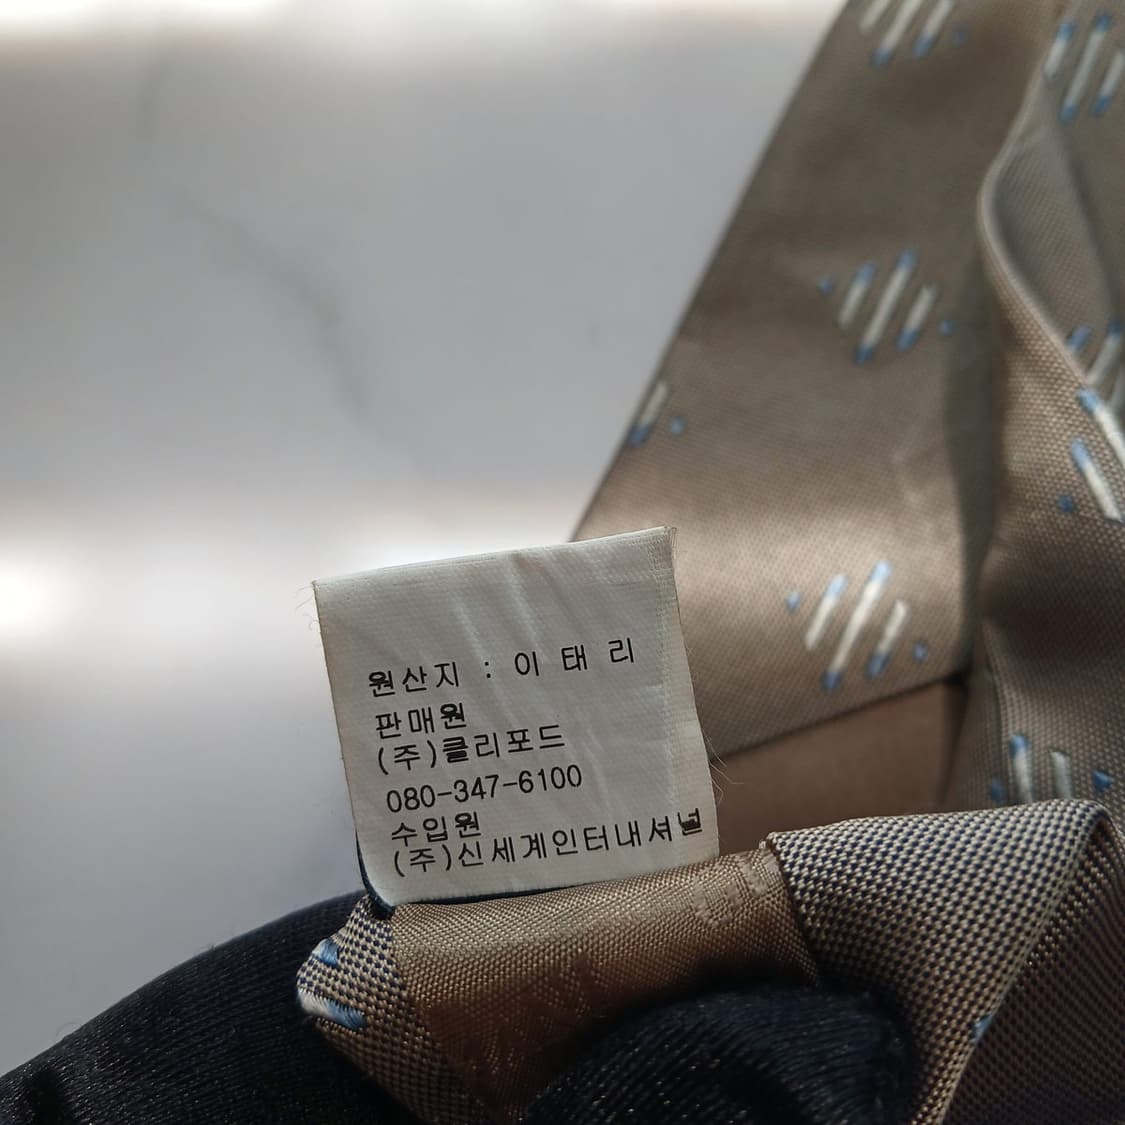 원산지 : 이 태 리
판매원
(주)클리포드
080-347-6100
수입원
(주)신세계인터내셔널